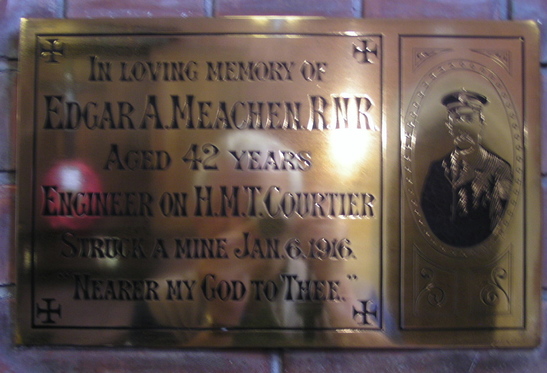 In loving memory of
Edgar A. Meachen. R.N.R.
Aged 42 years
Engineer on H.M.T. Courtier
Struck a mine Jan. 6. 1916.
"Nearer my God to Thee."